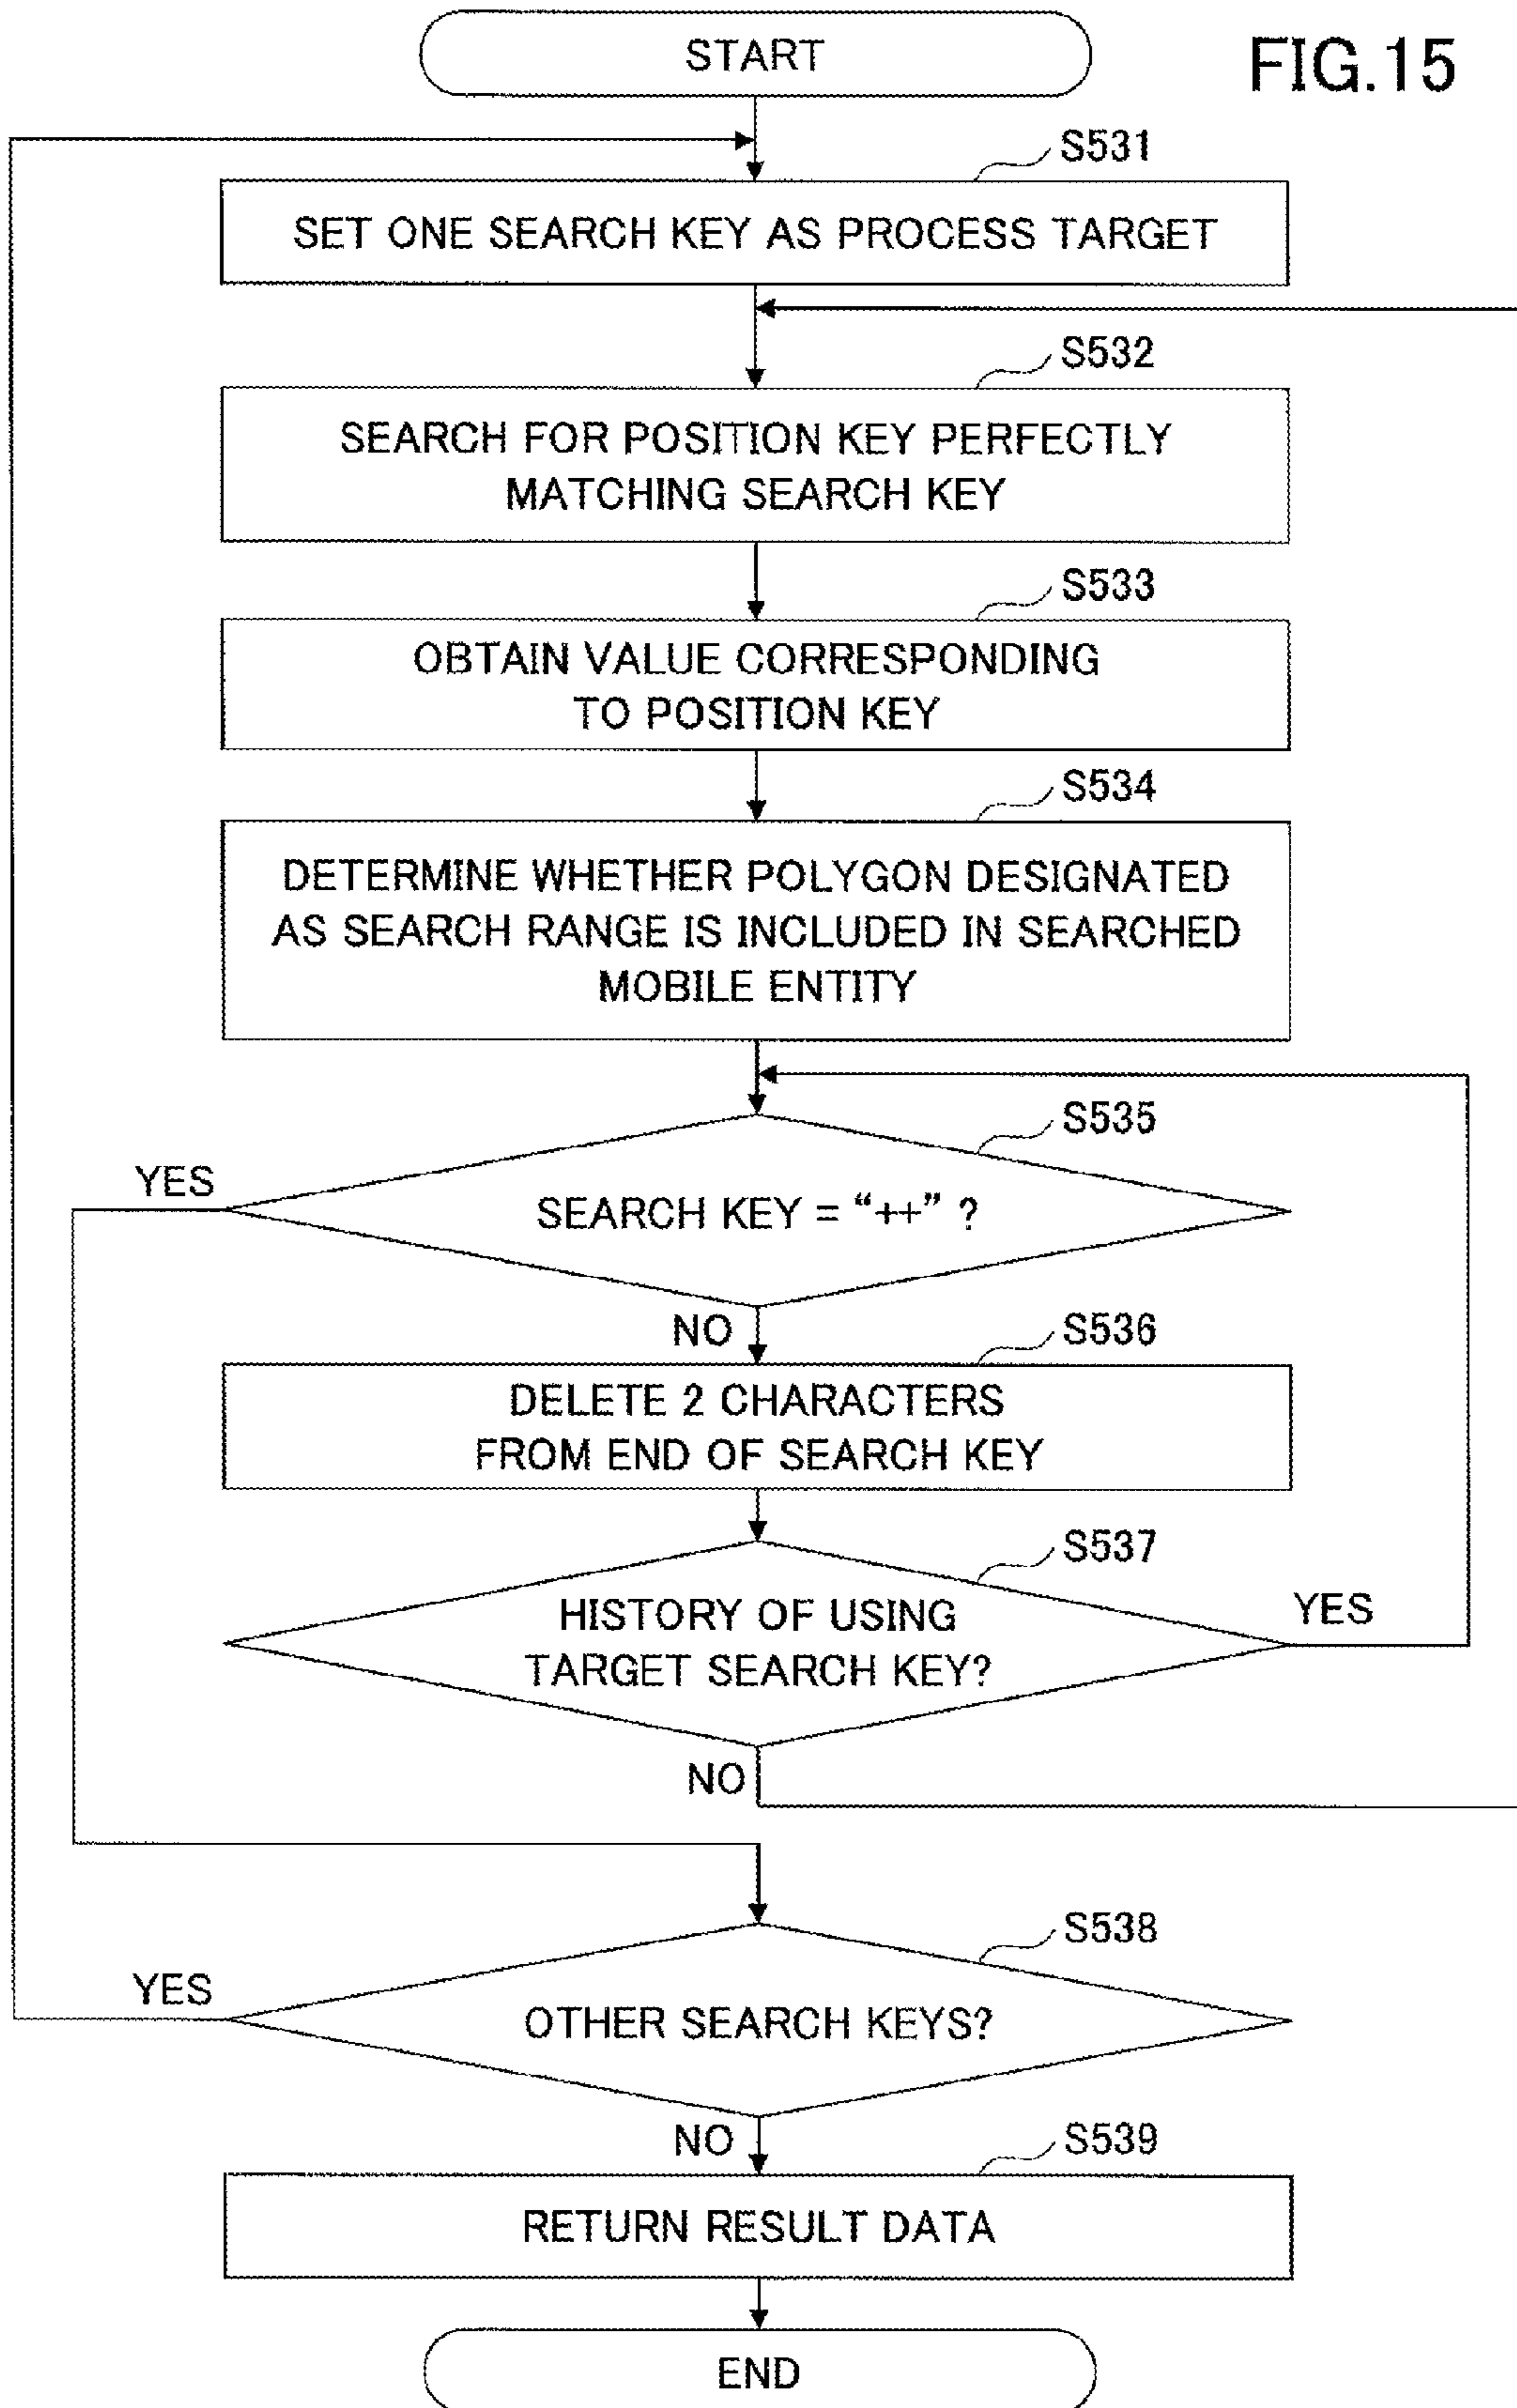 START
FIG.15
S531
SET ONE SEARCH KEY AS PROCESS TARGET
S532
SEARCH FOR POSITION KEY PERFECTLY
MATCHING SEARCH KEY
S533
OBTAIN VALUE CORRESPONDING
TO POSITION KEY
S534
DETERMINE WHETHER POLYGON DESIGNATED
AS SEARCH RANGE IS INCLUDED IN SEARCHED
MOBILE ENTITY
S535
YES
SEARCH KEY = “++” ?
NO
S536
DELETE 2 CHARACTERS
FROM END OF SEARCH KEY
S537
HISTORY OF USING
TARGET SEARCH KEY?
YES
NO
S538
YES
OTHER SEARCH KEYS?
NO
S539
RETURN RESULT DATA
END